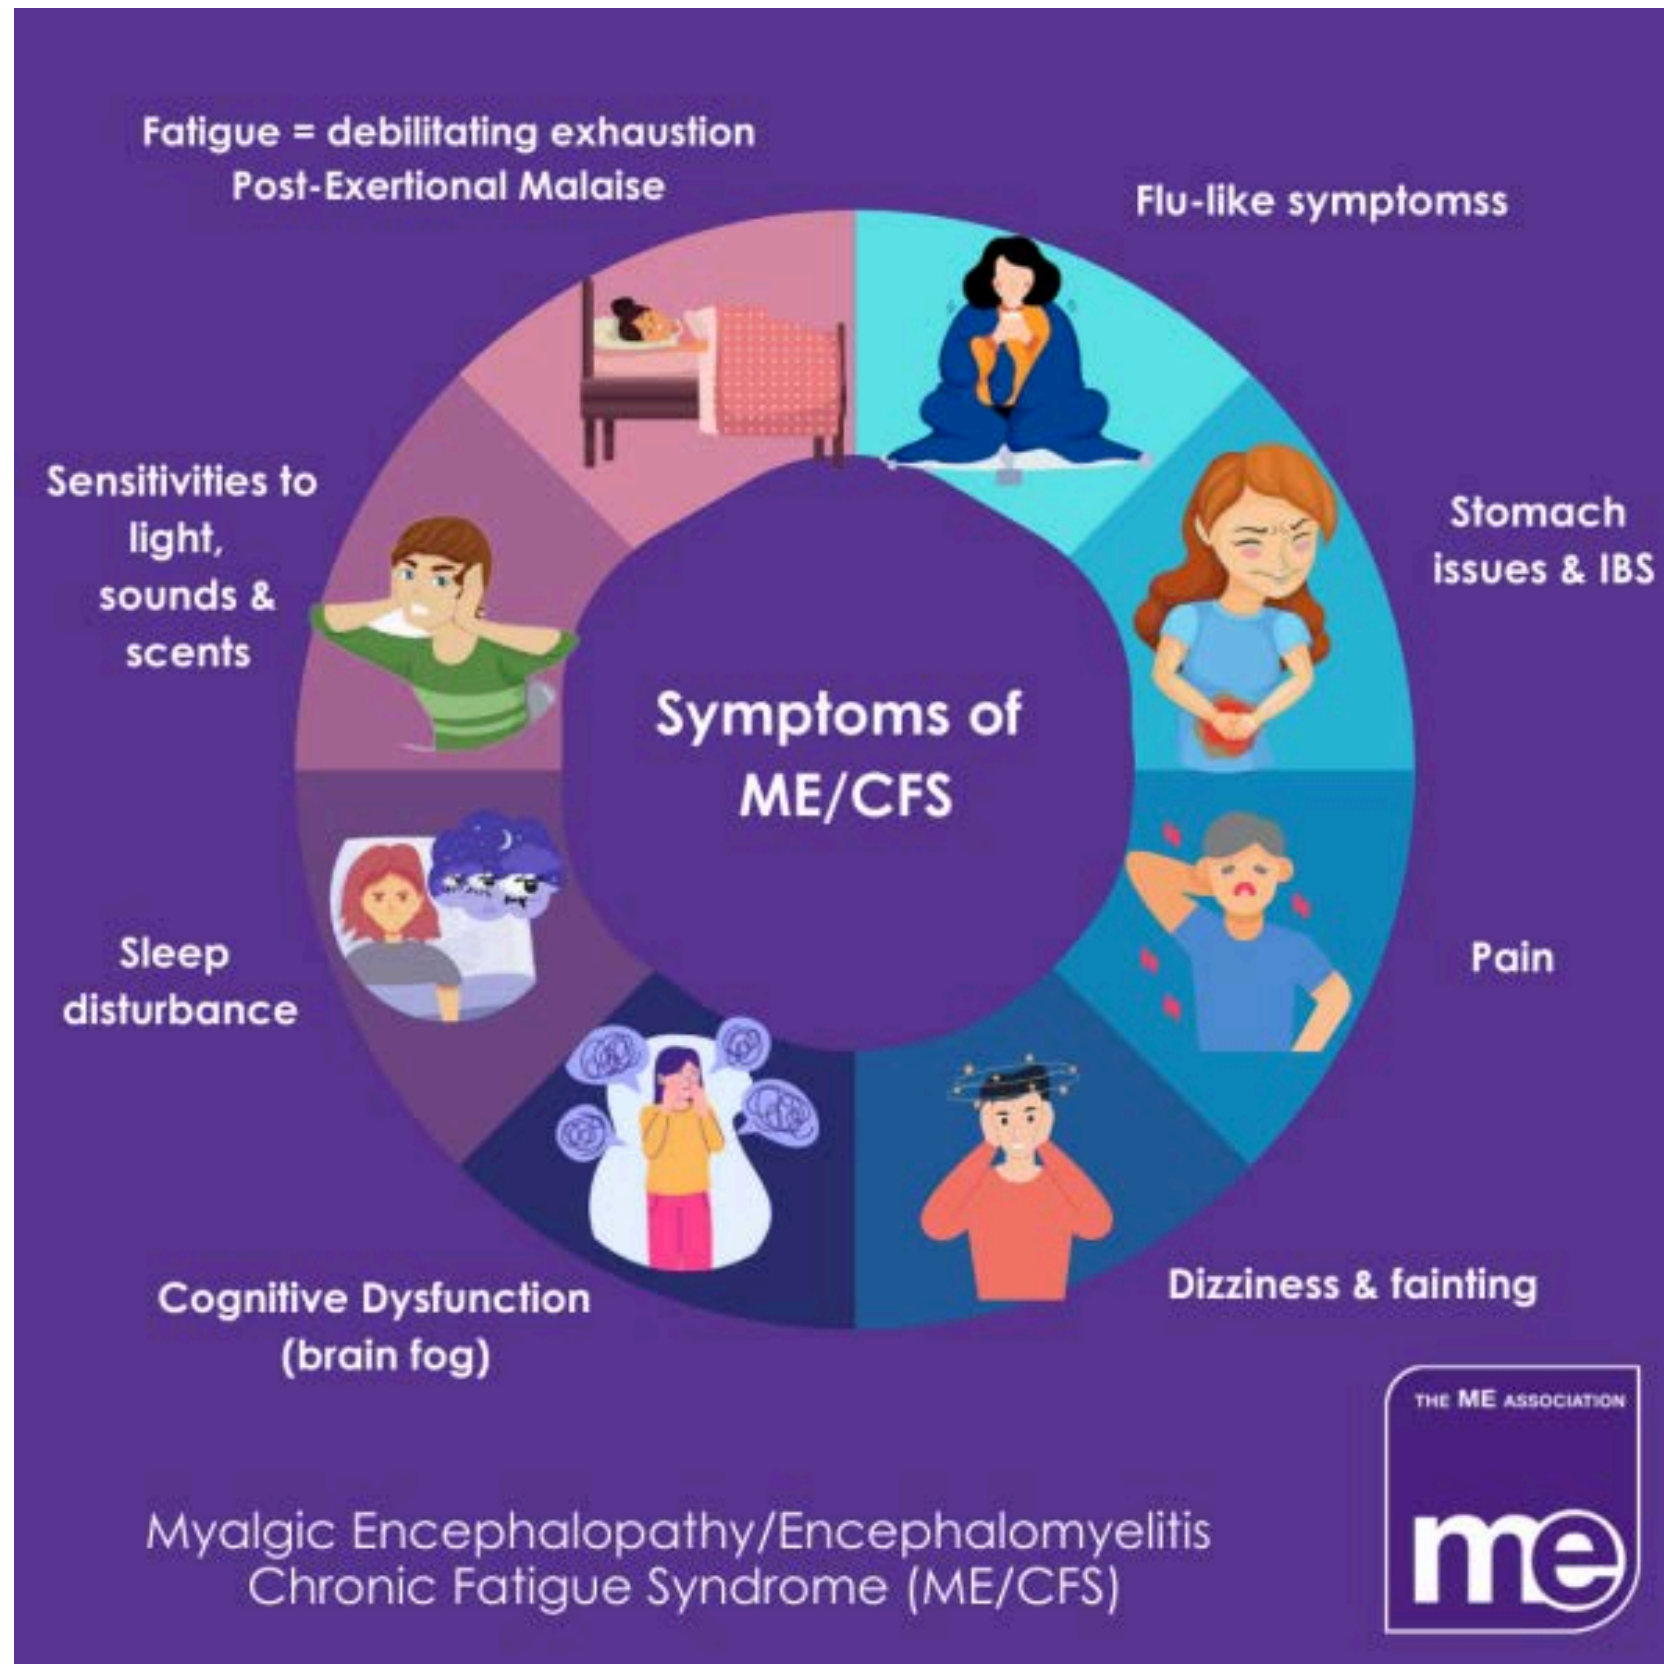 Fatigue = debilitating exhaustion
Post-Exertional Malaise
Flu-like symptomss
Sensitivities to
light,
sounds &
scents
Stomach
issues & IBS
Symptoms of
ME/CFS
Sleep
disturbance
Pain
Cognitive Dysfunction
(brain fog)
Dizziness & fainting
THE ME ASSOCIATION
me
Myalgic Encephalopathy/Encephalomyelitis
Chronic Fatigue Syndrome (ME/CFS)